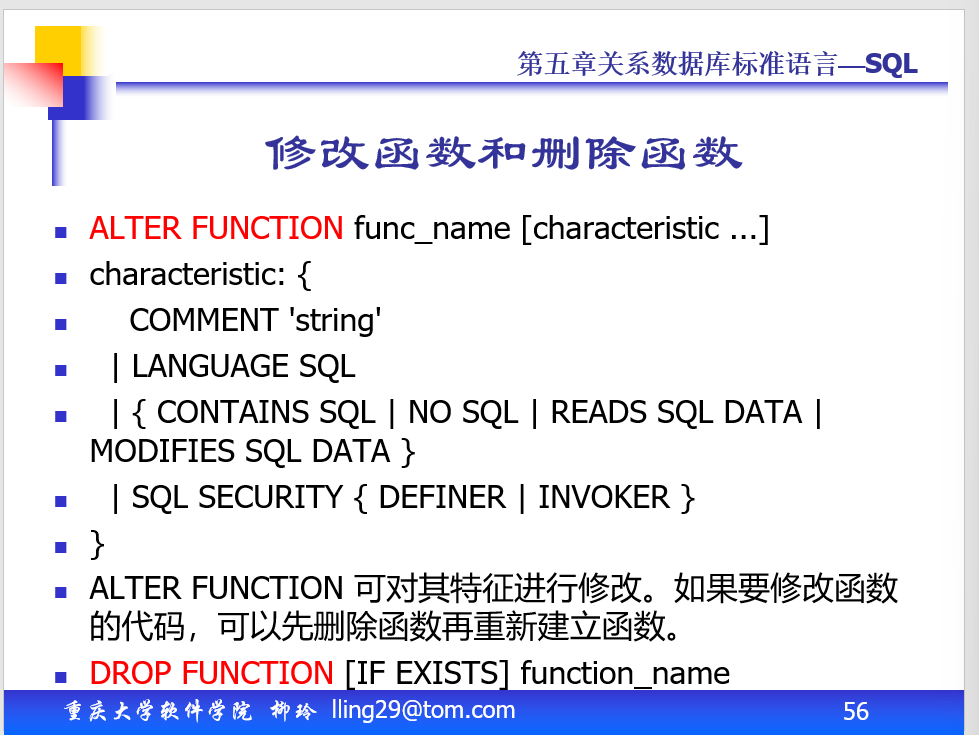 第五章关系数据库标准语言—SQL
修改函数和删除函数
ALTER FUNCTION func_name [characteristic ...]
characteristic: {
COMMENT 'string'
| LANGUAGE SQL
| { CONTAINS SQL | NO SQL | READS SQL DATA |
MODIFIES SQL DATA }
| SQL SECURITY { DEFINER | INVOKER }
}
ALTER FUNCTION 可对其特征进行修改。如果要修改函数
的代码，可以先删除函数再重新建立函数。
DROP FUNCTION [IF EXISTS] function_name
重庆大学软件学院 柳玲 lling29@tom.com 56